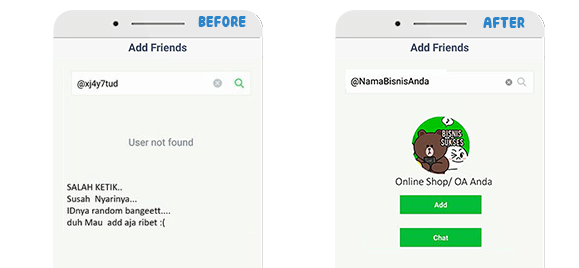 BEFORE
Add Friends
@xj4y7tud
User not found
SALAH KETIK..
Susah Nyarinya...
IDnya random bangeett....
duh Mau add aja ribet :(
AFTER
Add Friends
@NamaBisnisAnda
BISNIS
SUKSES
Online Shop/ OA Anda
Add
Chat